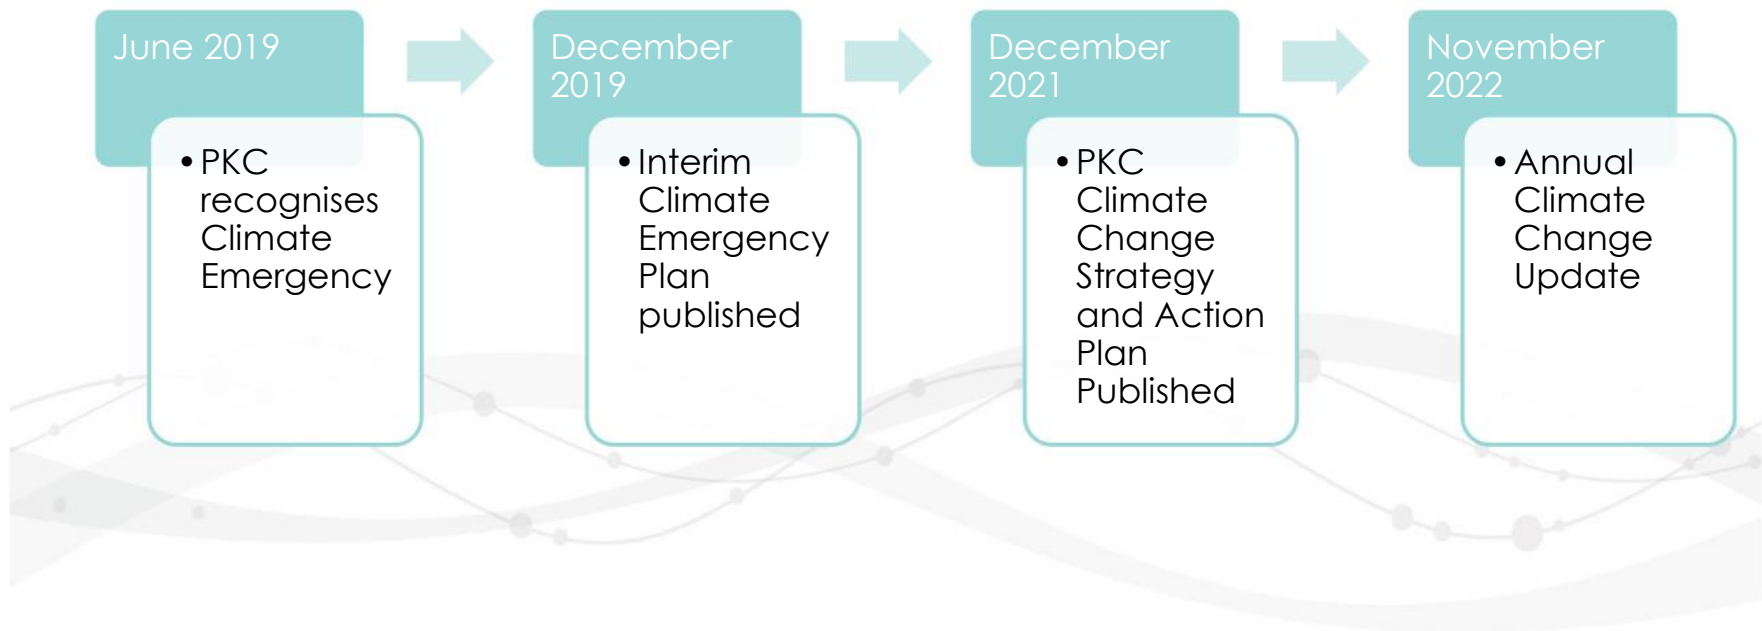 June 2019
• PKC
recognises
Climate
Emergency
December
2019
• Interim
Climate
Emergency
Plan
published
December
2021
• PKC
Climate
Change
Strategy
and Action
Plan
Published
November
2022
• Annual
Climate
Change
Update